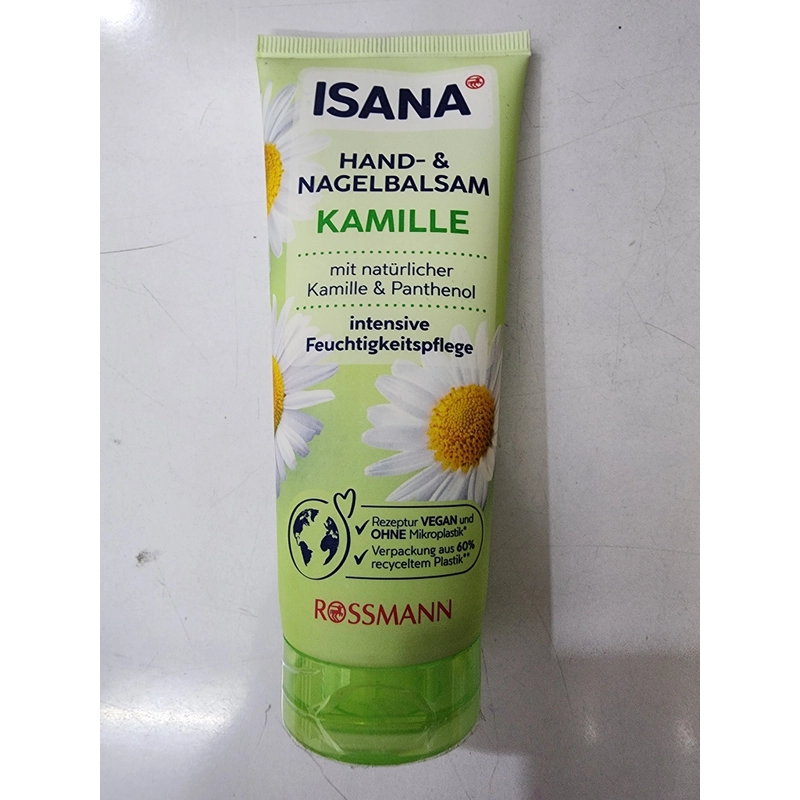 ISANA
HAND- &
NAGELBALSAM
KAMILLE
mit natürlicher
Kamille & Panthenol
intensive
Feuchtigkeitspflege
Rezeptur VEGAN und
OHNE Mikroplastik*
Verpackung aus 60%
recyceltem Plastik**
ROSSMANN